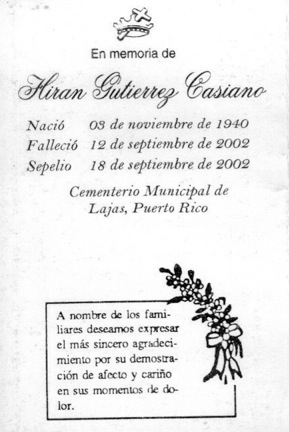 En memoria de
Hiran Gutierrez Casiano
Nació 03 de noviembre de 1940
Falleció 12 de septiembre de 2002
Sepelio 18 de septiembre de 2002
Cementerio Municipal de
Lajas, Puerto Rico
A nombre de los fami-
liares deseamos expresar
el más sincero agradeci-
miento por su demostra-
ción de afecto y cariño
en sus momentos de do-
lor.